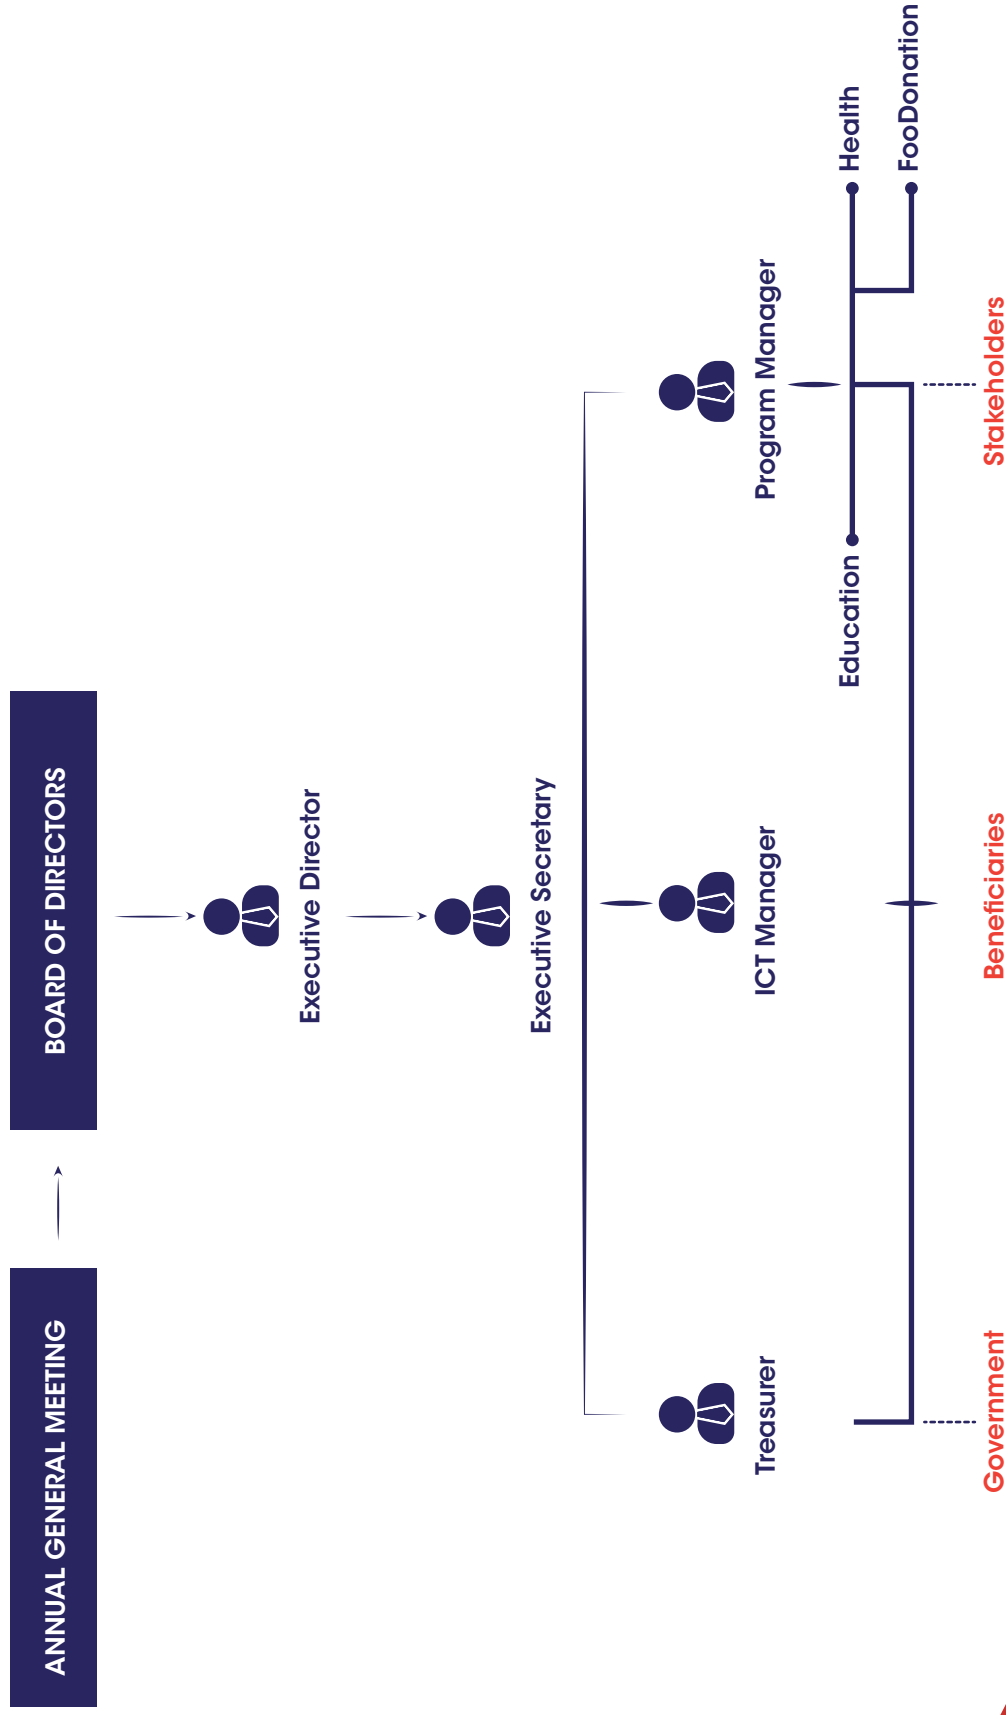 ANNUAL GENERAL MEETING
BOARD OF DIRECTORS
Executive Director
Executive Secretary
Treasurer
ICT Manager
Program Manager
Education
Health
FooDonation
Government
Beneficiaries
Stakeholders